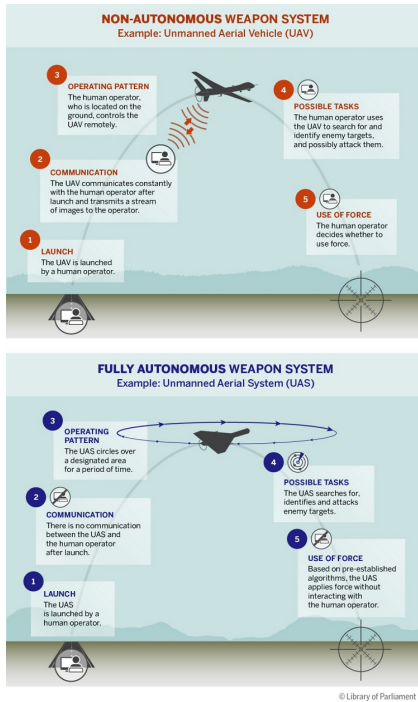 NON-AUTONOMOUS WEAPON SYSTEM
Example: Unmanned Aerial Vehicle (UAV)
3
OPERATING PATTERN
The human operator,
who is located on the
ground, controls the
UAV remotely.
4
POSSIBLE TASKS
The human operator uses
the UAV to search for and
identify enemy targets,
and possibly attack them.
2
COMMUNICATION
The UAV communicates constantly
with the human operator after
launch and transmits a stream
of images to the operator.
5
USE OF FORCE
The human operator
decides whether to
use force.
1
LAUNCH
The UAV is launched
by a human operator.
FULLY AUTONOMOUS WEAPON SYSTEM
Example: Unmanned Aerial System (UAS)
3
OPERATING
PATTERN
The UAS circles over
a designated area
for a period of time.
4
POSSIBLE TASKS
The UAS searches for,
identifies and attacks
enemy targets.
2
COMMUNICATION
There is no communication
between the UAS and
the human operator
after launch.
5
USE OF FORCE
Based on pre-established
algorithms, the UAS
applies force without
interacting with
the human operator.
1
LAUNCH
The UAS
is launched by a
human operator.
© Library of Parliament